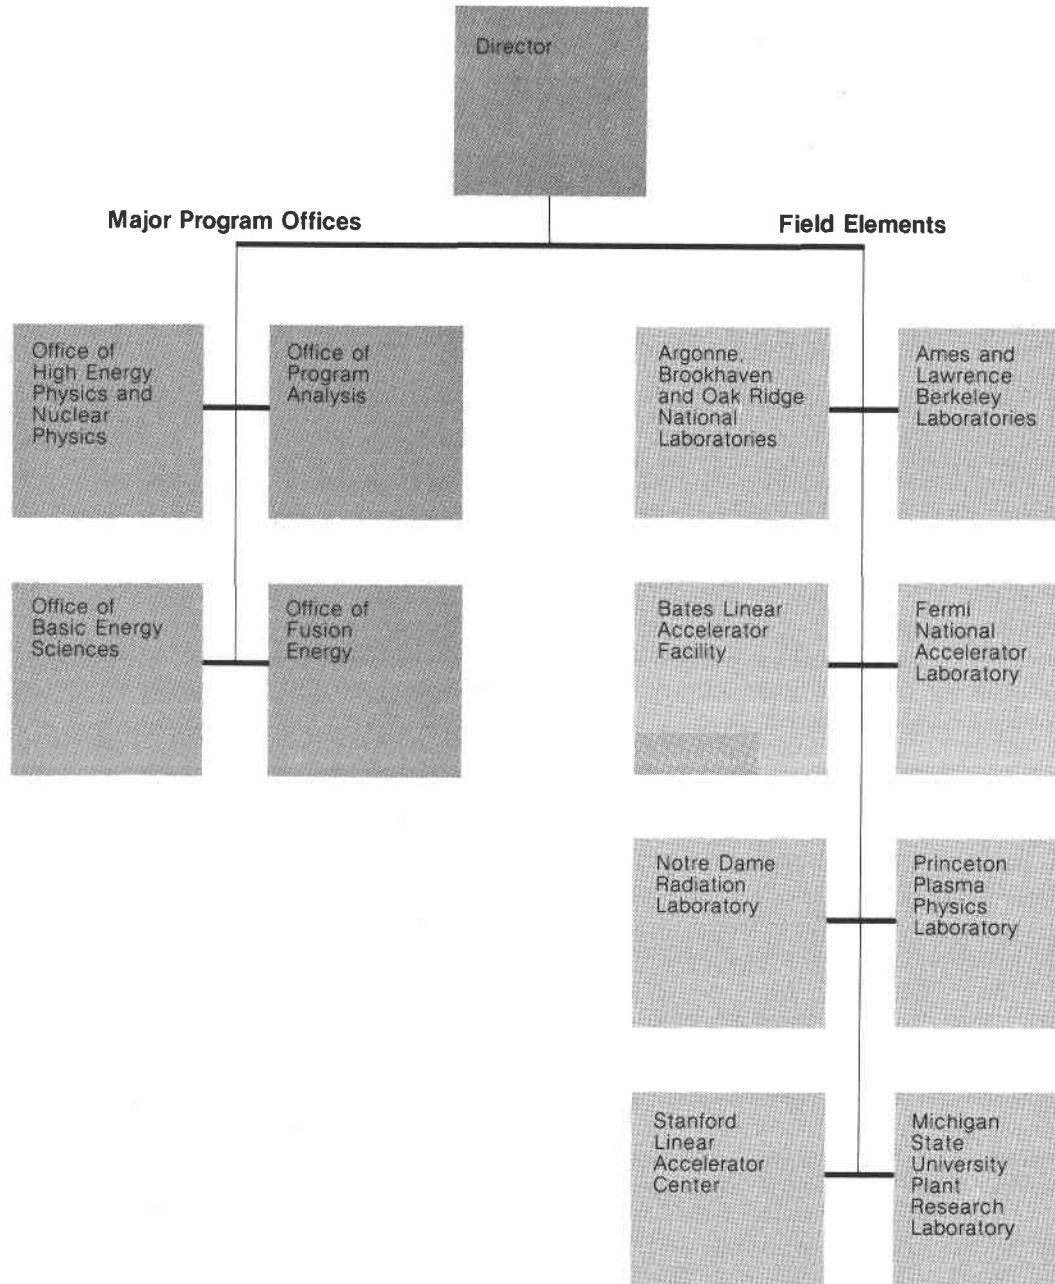 Director
Major Program Offices
Field Elements
Office of
High Energy
Physics and
Nuclear
Physics
Office of
Program
Analysis
Argonne,
Brookhaven
and Oak Ridge
National
Laboratories
Ames and
Lawrence
Berkeley
Laboratories
Office of
Basic Energy
Sciences
Office of
Fusion
Energy
Bates Linear
Accelerator
Facility
Fermi
National
Accelerator
Laboratory
Notre Dame
Radiation
Laboratory
Princeton
Plasma
Physics
Laboratory
Stanford
Linear
Accelerator
Center
Michigan
State
University
Plant
Research
Laboratory